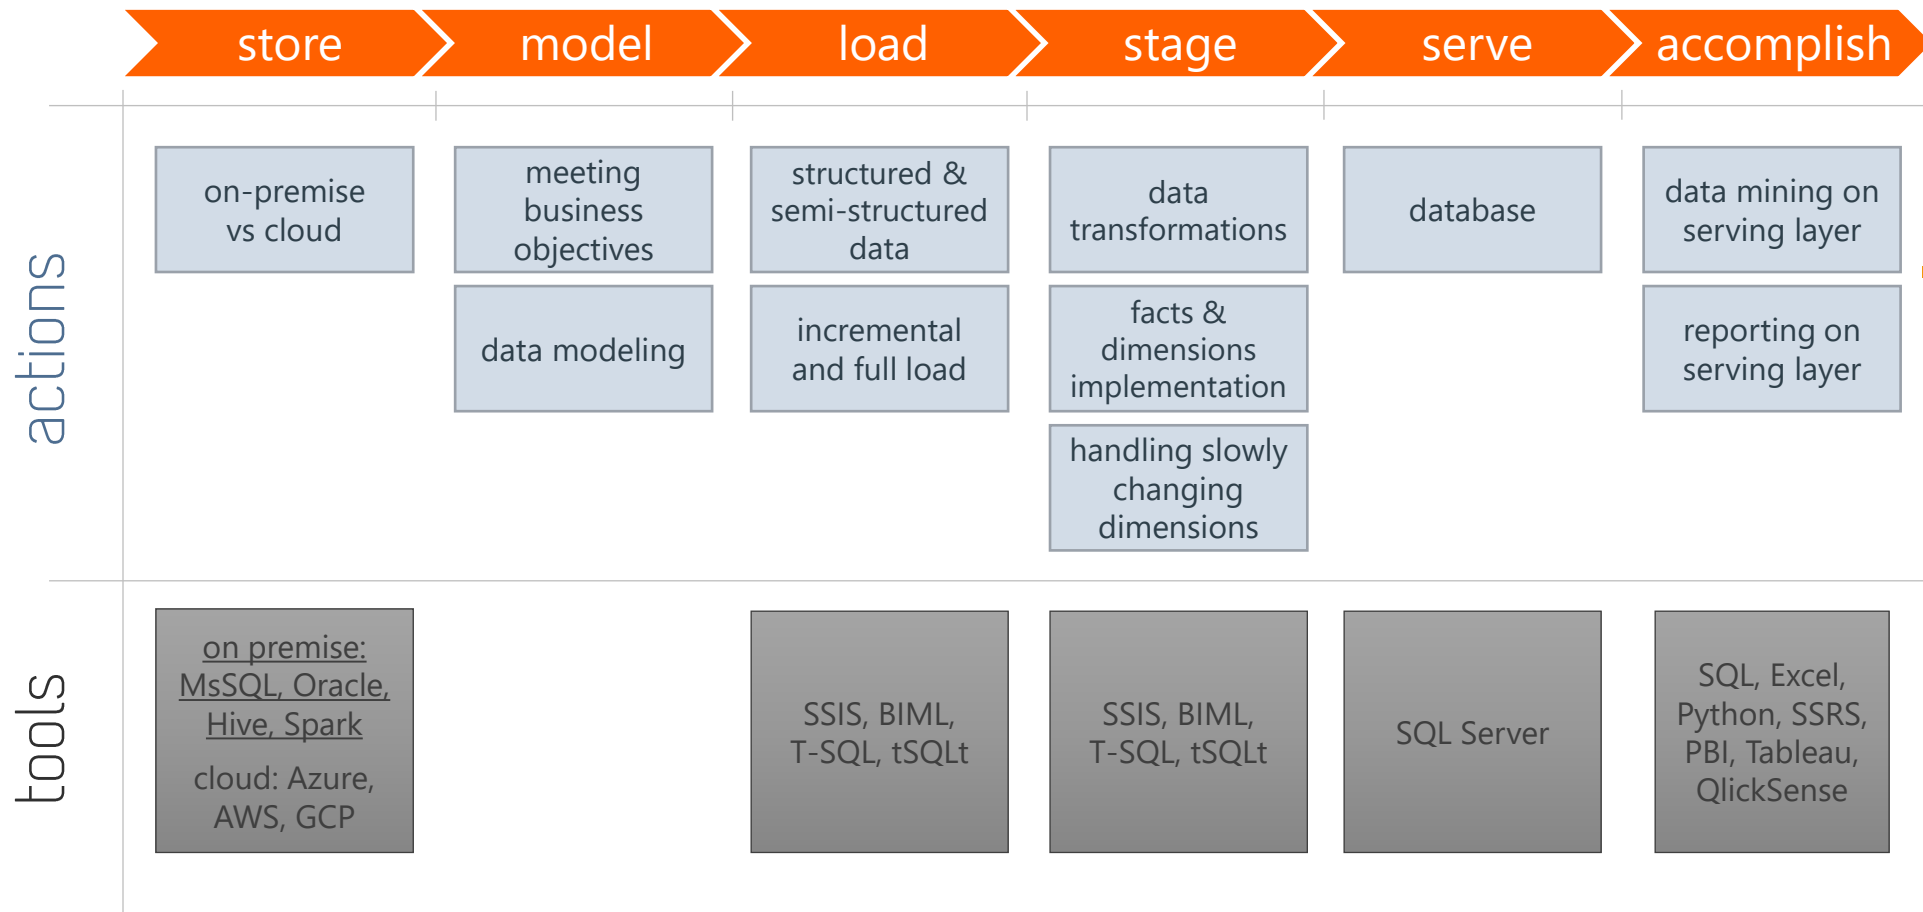 store
model
load
stage
serve
accomplish
actions
on-premise
vs cloud
meeting
business
objectives
structured &
semi-structured
data
data
transformations
database
data mining on
serving layer
data modeling
incremental
and full load
facts &
dimensions
implementation
reporting on
serving layer
handling slowly
changing
dimensions
tools
on premise:
MsSQL, Oracle,
Hive, Spark
cloud: Azure,
AWS, GCP
SSIS, BIML,
T-SQL, tSQLt
SSIS, BIML,
T-SQL, tSQLt
SQL Server
SQL, Excel,
Python, SSRS,
PBI, Tableau,
QlickSense